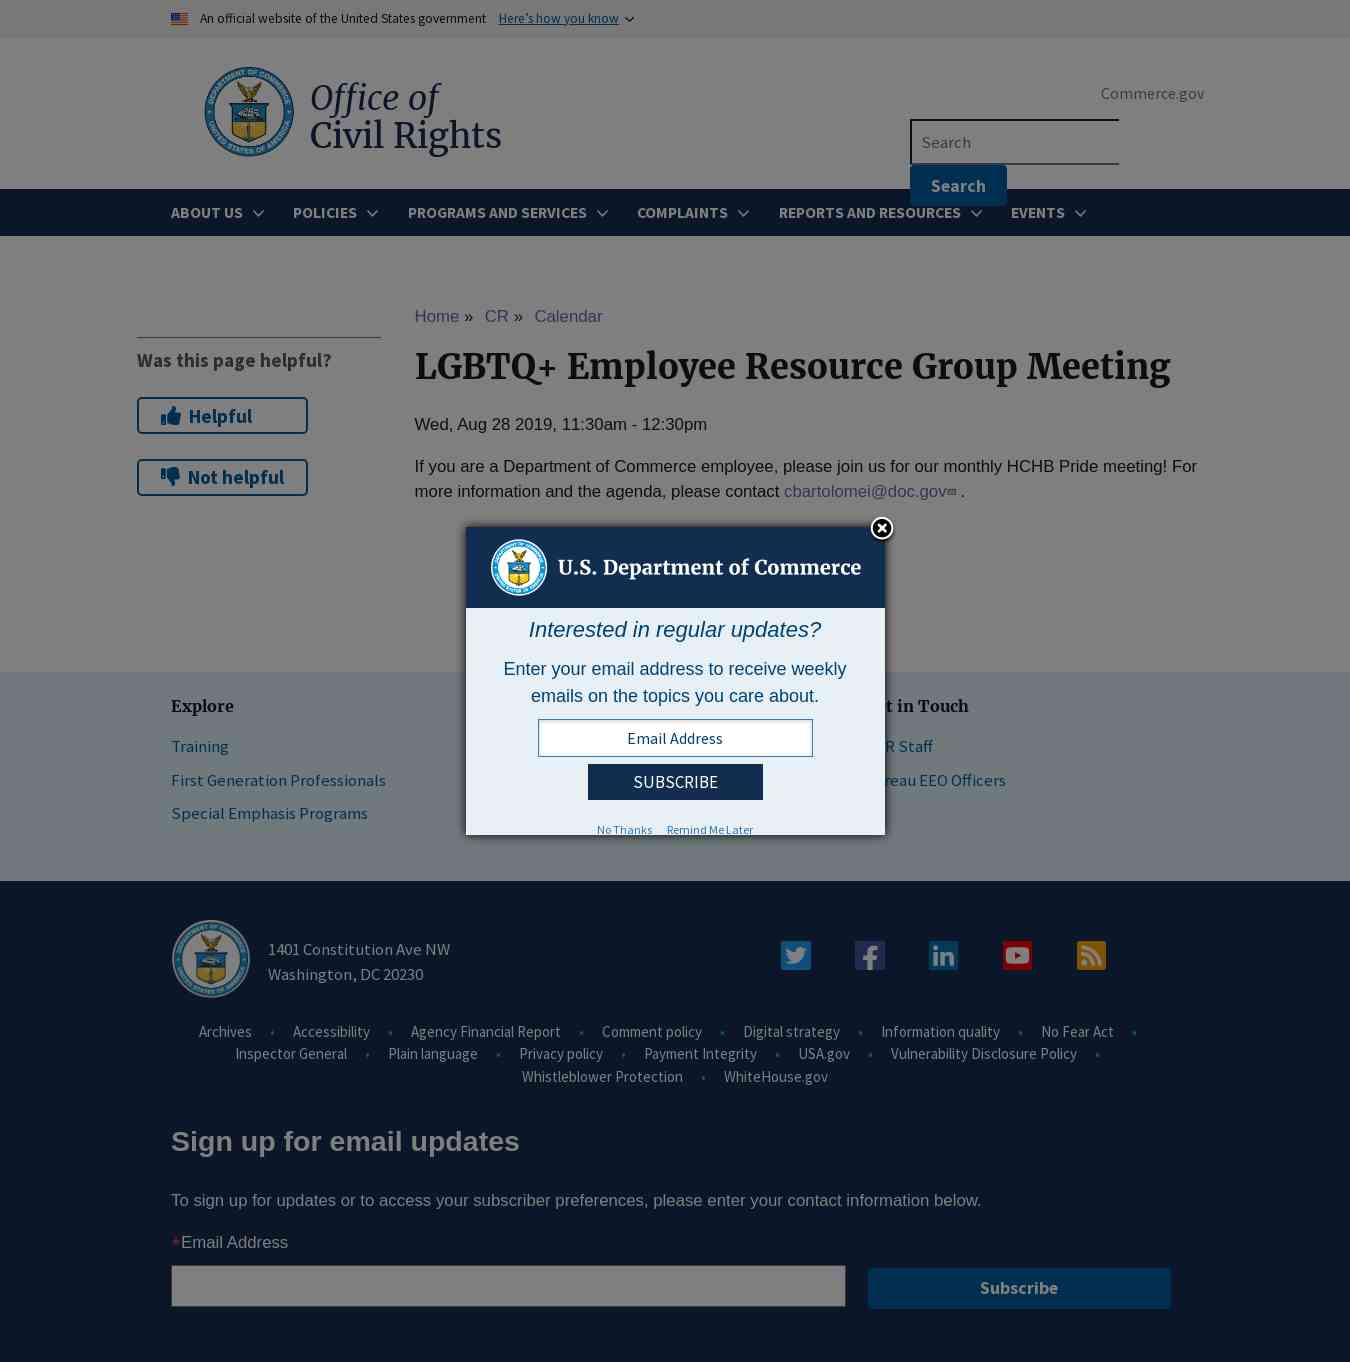 An official website of the United States government Here's how you know
Office of
Civil Rights
Commerce.gov
Search
Search
ABOUT US POLICIES PROGRAMS AND SERVICES COMPLAINTS REPORTS AND RESOURCES EVENTS
Home » CR » Calendar
Was this page helpful?
Helpful
Not helpful
LGBTQ+ Employee Resource Group Meeting
Wed, Aug 28 2019, 11:30am - 12:30pm
If you are a Department of Commerce employee, please join us for our monthly HCHB Pride meeting! For
more information and the agenda, please contact cbartolomei@doc.gov .
U.S. Department of Commerce
Interested in regular updates?
Enter your email address to receive weekly
emails on the topics you care about.
Email Address
SUBSCRIBE
No Thanks Remind Me Later
Explore
Training
First Generation Professionals
Special Emphasis Programs
t in Touch
R Staff
reau EEO Officers
1401 Constitution Ave NW
Washington, DC 20230
Archives Accessibility Agency Financial Report Comment policy Digital strategy Information quality No Fear Act
Inspector General Plain language Privacy policy Payment Integrity USA.gov Vulnerability Disclosure Policy
Whistleblower Protection WhiteHouse.gov
Sign up for email updates
To sign up for updates or to access your subscriber preferences, please enter your contact information below.
*Email Address
Subscribe